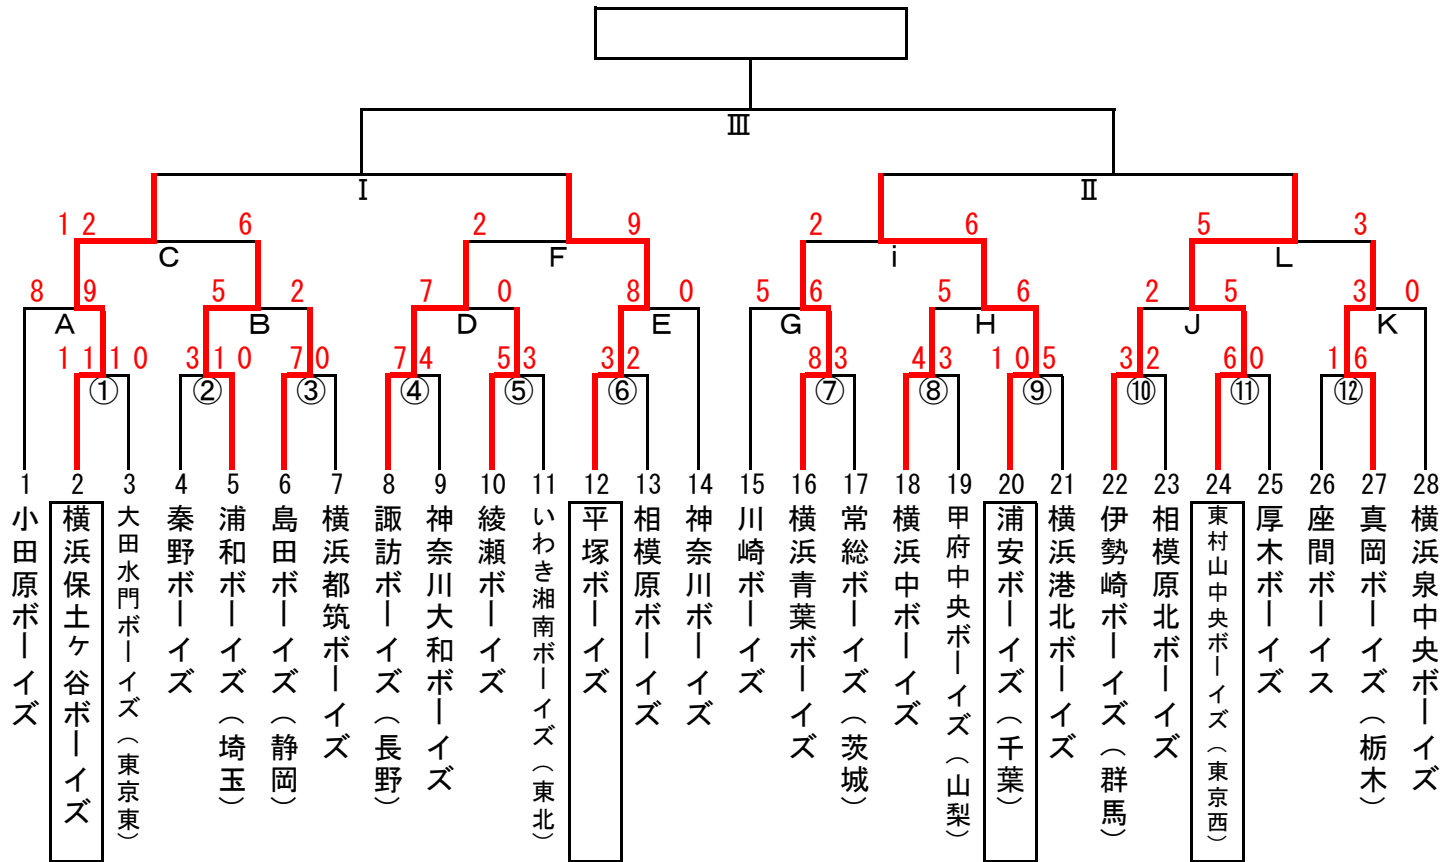 Ⅲ
Ⅰ Ⅱ
12 6 2 9 2 6 5 3
C F i L
8 9 5 2 7 0 8 0 5 6 5 6 2 5 3 0
A B D E G H J K
11 10 3 10 7 0 7 4 5 3 3 2 8 3 4 3 10 5 3 2 6 0 1 6
① ② ③ ④ ⑤ ⑥ ⑦ ⑧ ⑨ ⑩ ⑪ ⑫
1 小田原ボーイズ
2 横浜保土ヶ谷ボーイズ
3 大田水門ボーイズ（東京東）
4 秦野ボーイズ
5 浦和ボーイズ（埼玉）
6 島田ボーイズ（静岡）
7 横浜都筑ボーイズ
8 諏訪ボーイズ（長野）
9 神奈川大和ボーイズ
10 綾瀬ボーイズ
11 いわき湘南ボーイズ（東北）
12 平塚ボーイズ
13 相模原ボーイズ
14 神奈川ボーイズ
15 川崎ボーイズ
16 横浜青葉ボーイズ
17 常総ボーイズ（茨城）
18 横浜中ボーイズ
19 甲府中央ボーイズ（山梨）
20 浦安ボーイズ（千葉）
21 横浜港北ボーイズ
22 伊勢崎ボーイズ（群馬）
23 相模原北ボーイズ
24 東村山中央ボーイズ（東京西）
25 厚木ボーイズ
26 座間ボーイス
27 真岡ボーイズ（栃木）
28 横浜泉中央ボーイズ